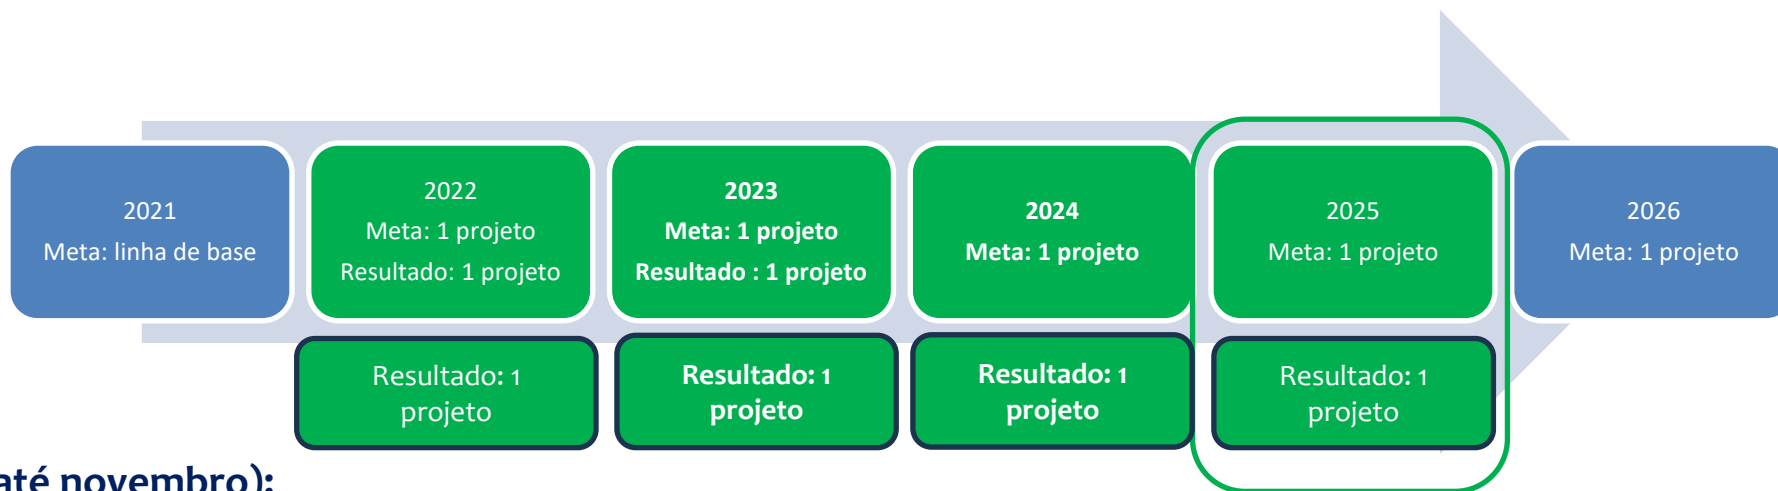 2021
Meta: linha de base
2022
Meta: 1 projeto
Resultado: 1 projeto
2023
Meta: 1 projeto
Resultado : 1 projeto
2024
Meta: 1 projeto
2025
Meta: 1 projeto
2026
Meta: 1 projeto
Resultado: 1
projeto
Resultado: 1
projeto
Resultado: 1
projeto
Resultado: 1
projeto
até novembro):